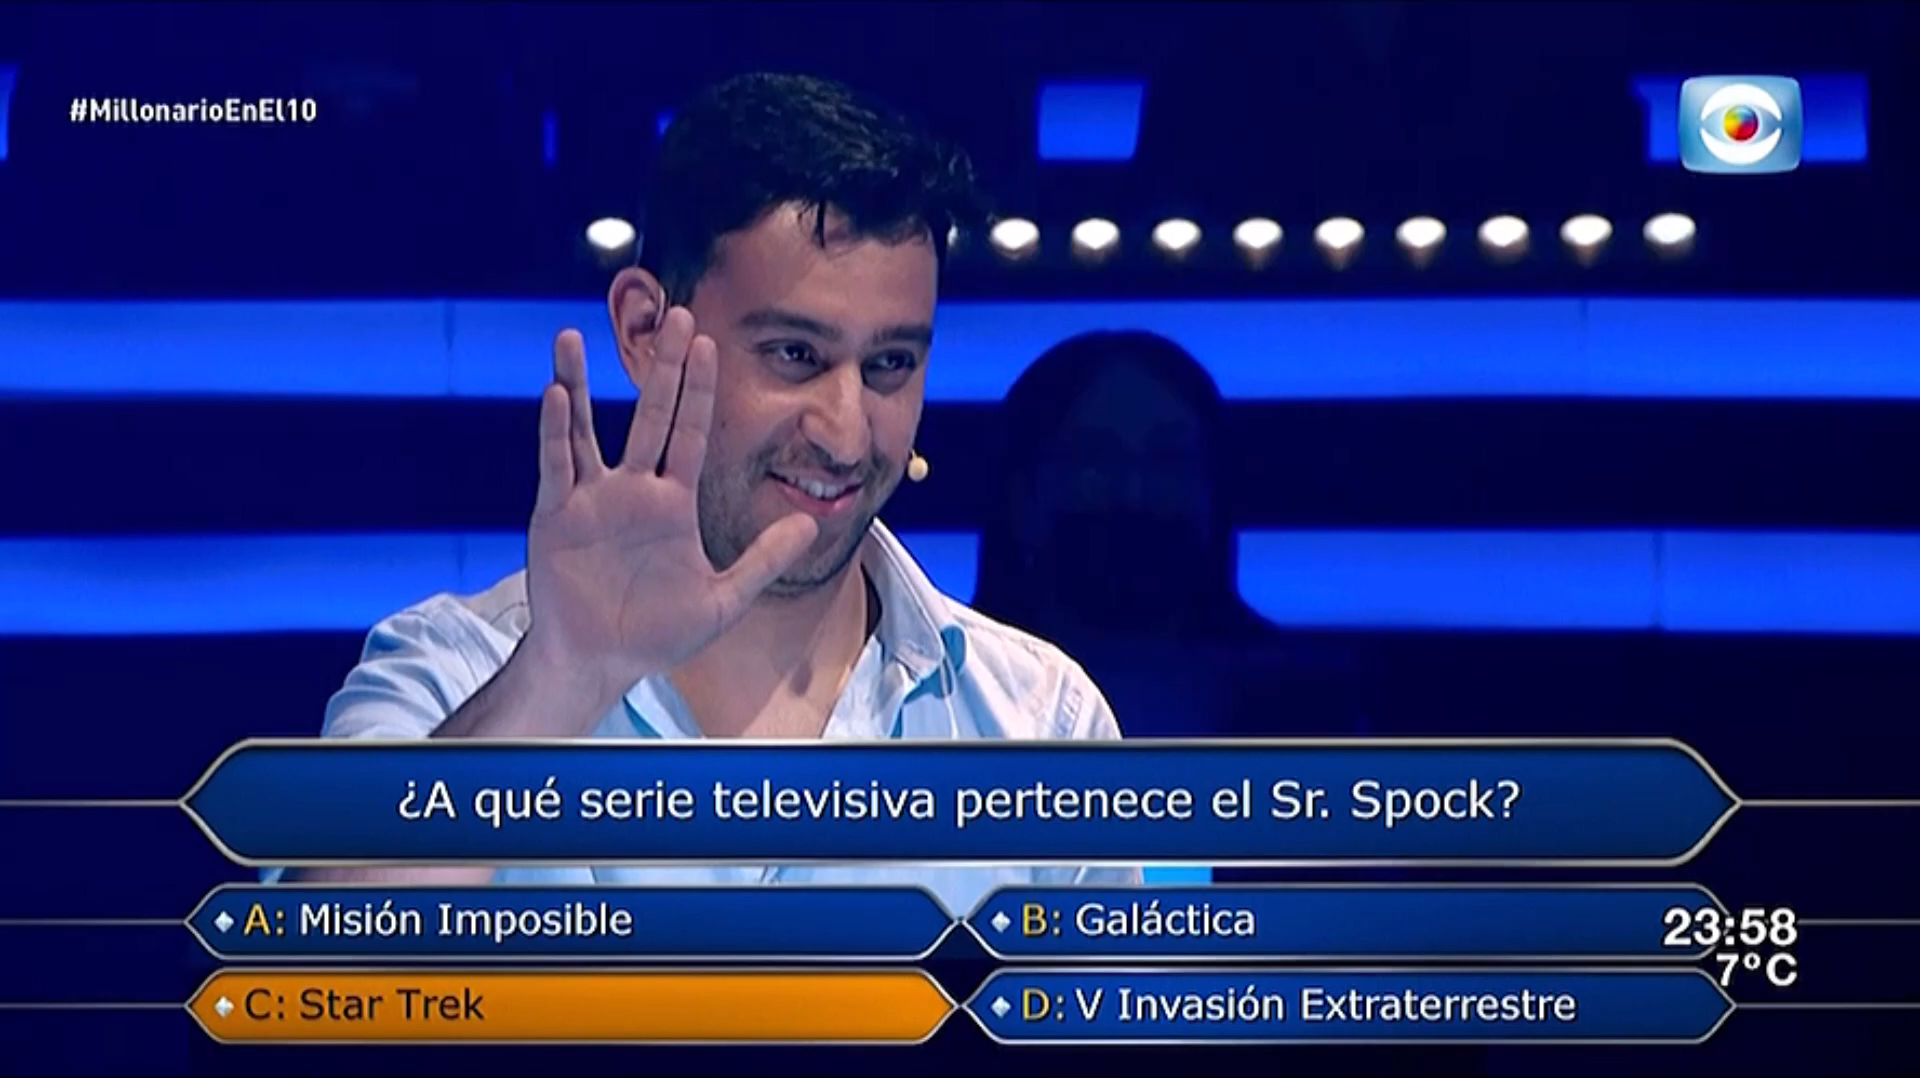 #MillonarioEnEl10
¿A qué serie televisiva pertenece el Sr. Spock?
A: Misión Imposible
B: Galáctica
23:58
7°C
C: Star Trek
D: V Invasión Extraterrestre